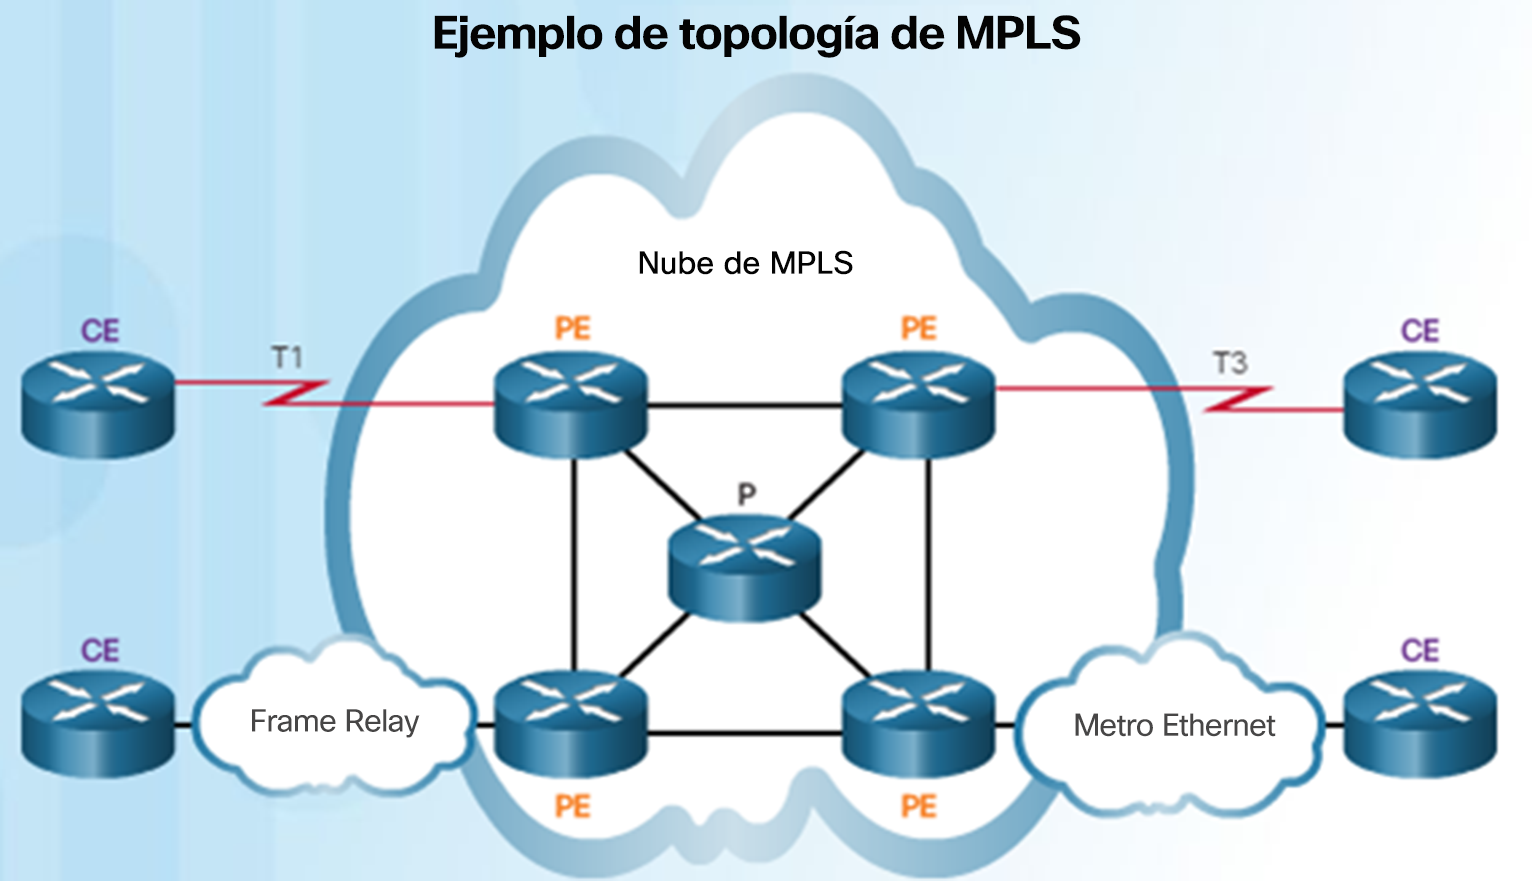 Ejemplo de topología de MPLS
Nube de MPLS
CE
T1
PE
PE
T3
CE
P
CE
Frame Relay
PE
PE
Metro Ethernet
CE